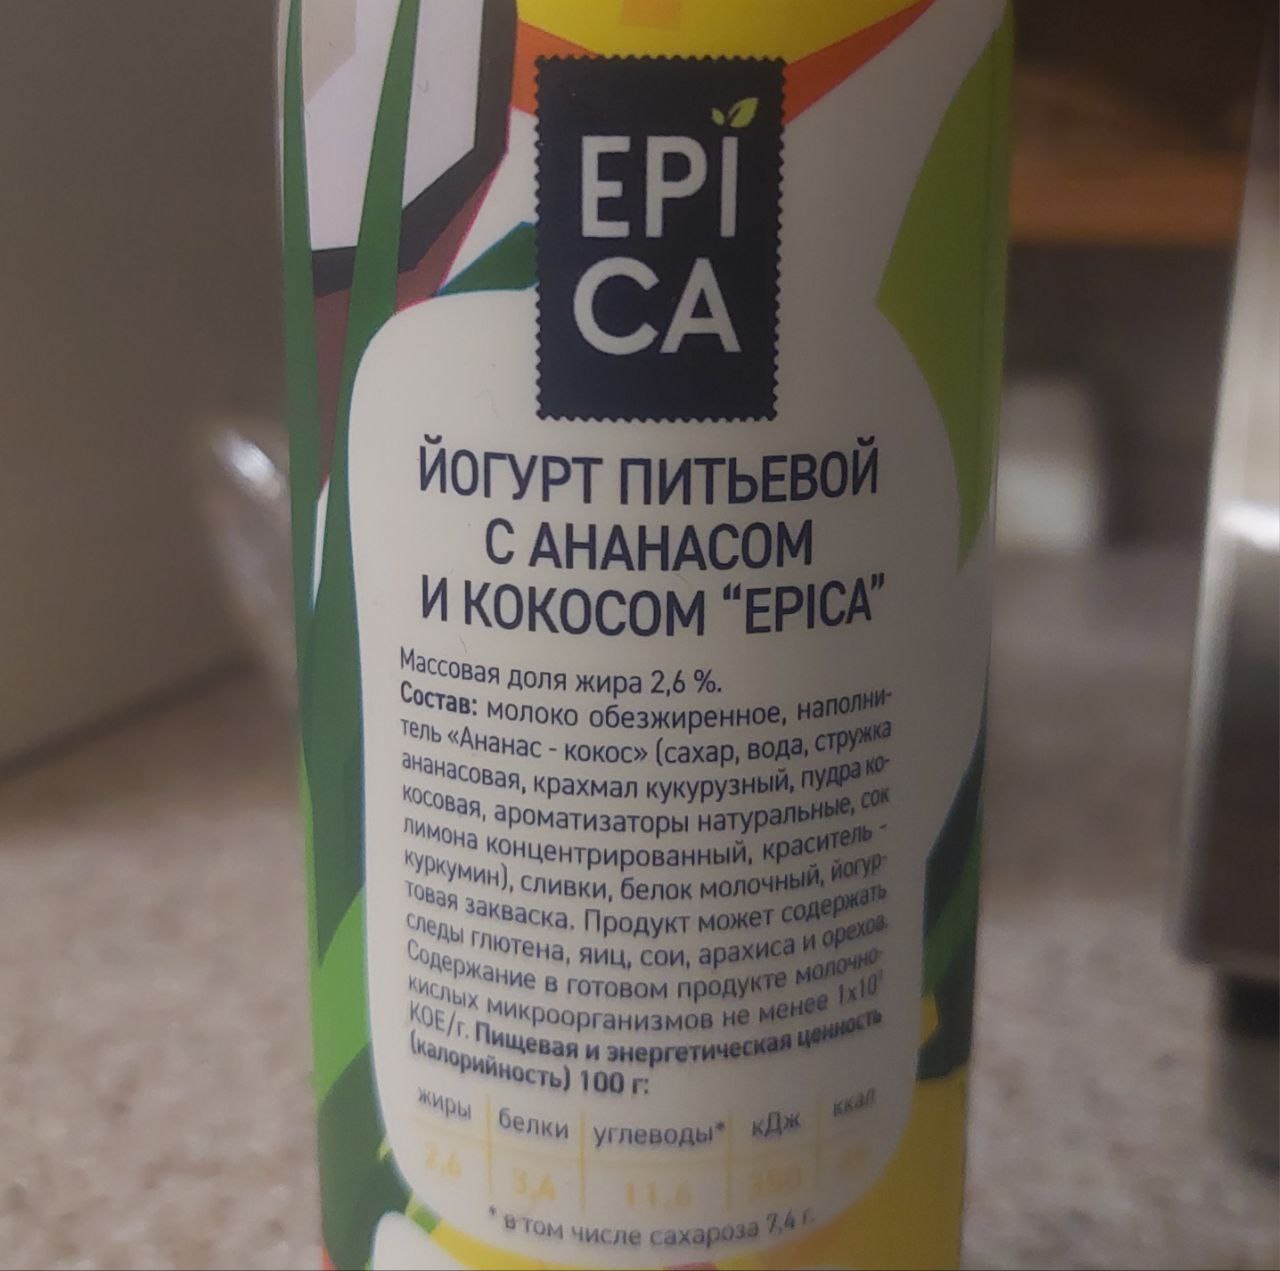 EPI
CA
ЙОГУРТ ПИТЬЕВОЙ
С АНАНАСОМ
И КОКОСОМ “EPICA”
Массовая доля жира 2,6 %.
Состав: молоко обезжиренное, наполни-
тель «Ананас - кокос» (сахар, вода, стружка
ананасовая, крахмал кукурузный, пудра ко-
косовая, ароматизаторы натуральные, сок
лимона концентрированный, краситель -
куркумин), сливки, белок молочный, йогур-
товая закваска. Продукт может содержать
следы глютена, яиц, сои, арахиса и орехов.
Содержание в готовом продукте молочно-
кислых микроорганизмов не менее 1x10⁷
КОЕ/г. Пищевая и энергетическая ценность
(калорийность) 100 г:
жиры белки углеводы* кДж ккал
2,6 3,4 11,6
* в том числе сахароза 7,4 г.